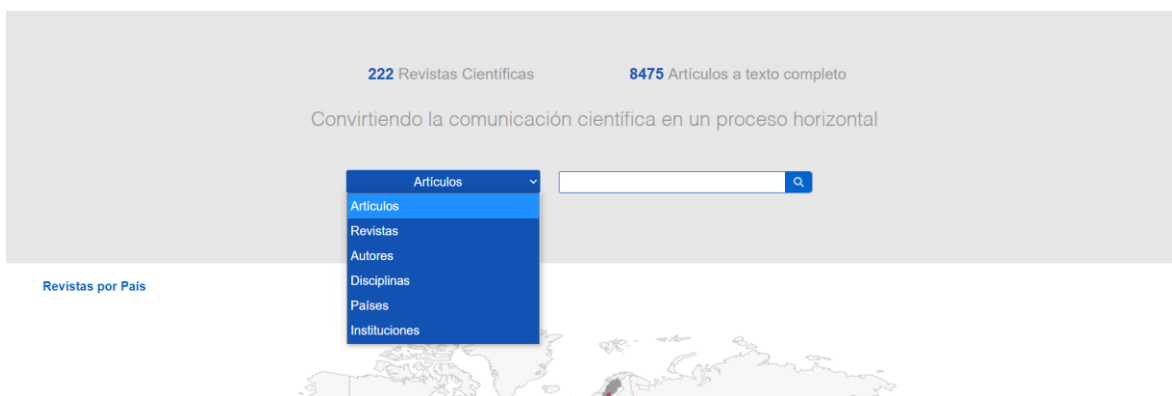 222 Revistas Científicas 8475 Artículos a texto completo
Convirtiendo la comunicación científica en un proceso horizontal
Artículos
Artículos
Revistas
Autores
Disciplinas
Países
Instituciones
Revistas por País